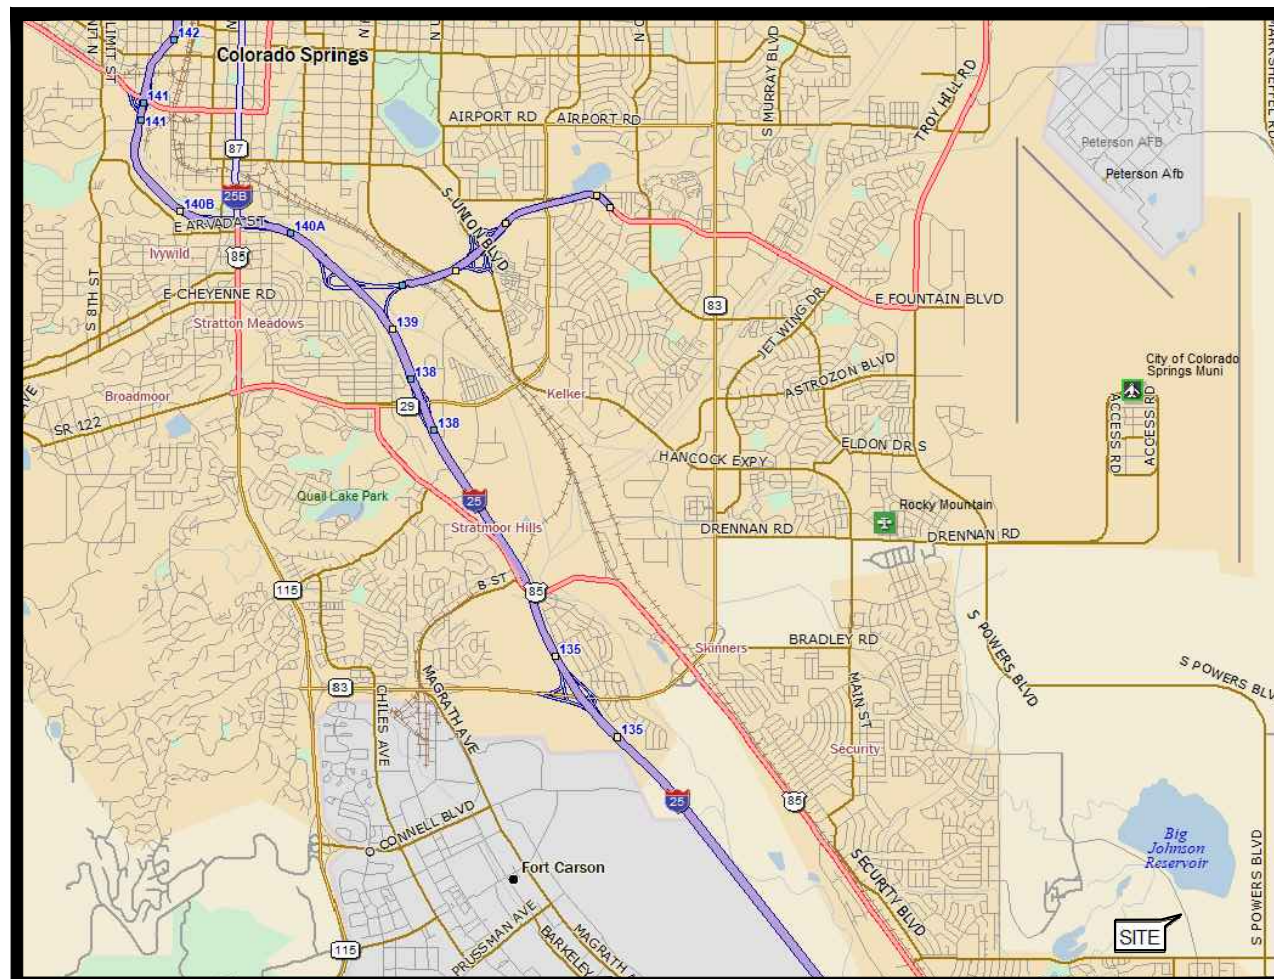 142
Colorado Springs
LIMIT ST
141
141
S MURRAY BLVD
TROY HILL RD
AIRPORT RD
AIRPORT RD
87
Peterson AFB
Peterson Afb
25B
140B
E ARVADA ST
140A
S UNION BLVD
Ivywild
85
S 8TH ST
E CHEYENNE RD
E FOUNTAIN BLVD
83
Stratton Meadows
139
JET WING DR
138
ASTROZON BLVD
City of Colorado
Springs Muni
Broadmoor
Kelker
29
SR 122
138
ACCESS RD
ACCESS RD
ELDON DR S
HANCOCK EXPY
Quail Lake Park
25
Rocky Mountain
Stratmoor Hills
DRENNAN RD
DRENNAN RD
B ST
115
85
S POWERS BLVD
BRADLEY RD
Skinners
135
S POWERS BLV
83
CHILES AVE
MAGRATH AVE
MAIN ST
135
Security
25
85
O CONNELL BLVD
Big
Johnson
Reservoir
Fort Carson
SECURITY BLVD
S POWERS BLVD
SITE
115
PRUSSMAN AVE
BARKELEY
MAGRATH A